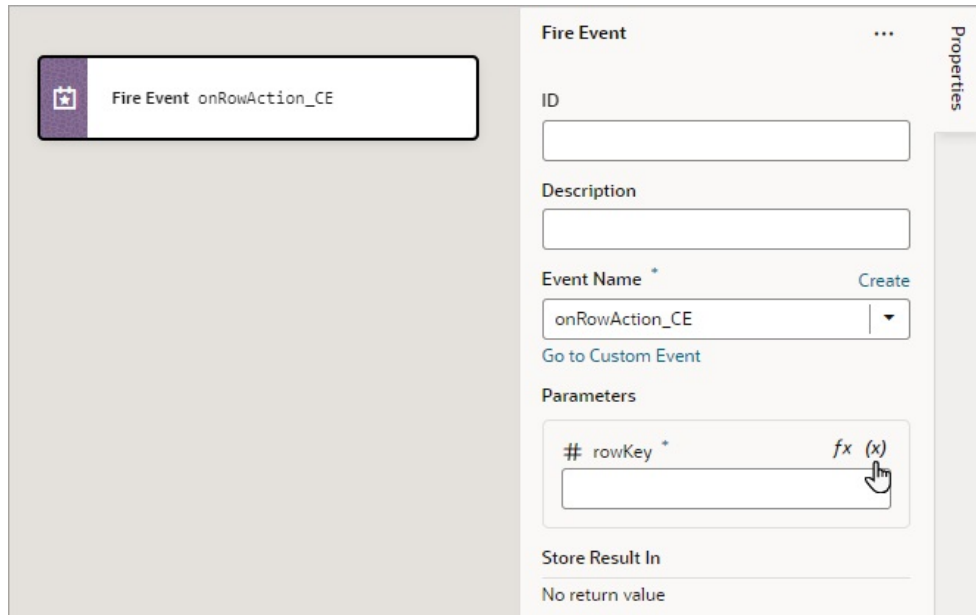 Fire Event onRowAction_CE
Fire Event
...
Properties
ID
Description
Event Name *
Create
onRowAction_CE
Go to Custom Event
Parameters
# rowKey * fx (x)
Store Result In
No return value